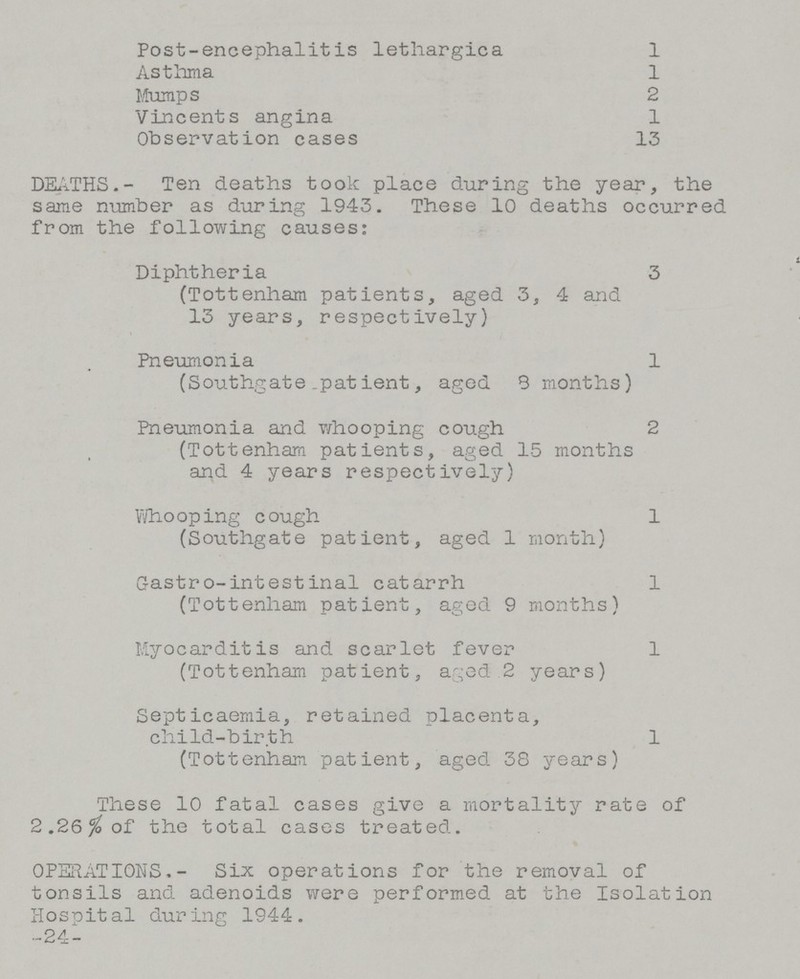 Post-encephalitis lethargica 1
Asthma 1
Mumps 2
Vincents angina 1
Observation cases 13
DEATHS.- Ten deaths took place during the year, the
same number as during 1943. These 10 deaths occurred
from the following causes:
Diphtheria 3
(Tottenham patients, aged 3, 4 and
13 years, respectively)
Pneumonia 1
(Southgate patient, aged 8 months)
Pneumonia and whooping cough 2
(Tottenham patients, aged 15 months
and 4 years respectively)
Whooping cough 1
(Southgate patient, aged 1 month)
Gastro-intestinal catarrh 1
(Tottenham patient, aged 9 months)
Myocarditis and scarlet fever 1
(Tottenham patient, aged 2 years)
Septicaemia, retained placenta,
child-birth 1
(Tottenham patient, aged 38 years)
These 10 fatal cases give a mortality rate of
2.26% of the total cases treated.
OPERATIONS.- Six operations for the removal of
tonsils and adenoids were performed at the Isolation
Hospital during 1944.
-24-